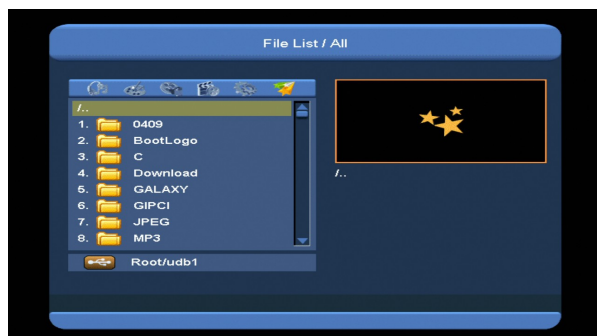 File List / All
/..
1. 0409
2. BootLogo
3. C
4. Download
5. GALAXY
6. GIPCI
7. JPEG
8. MP3
/..
Root/udb1